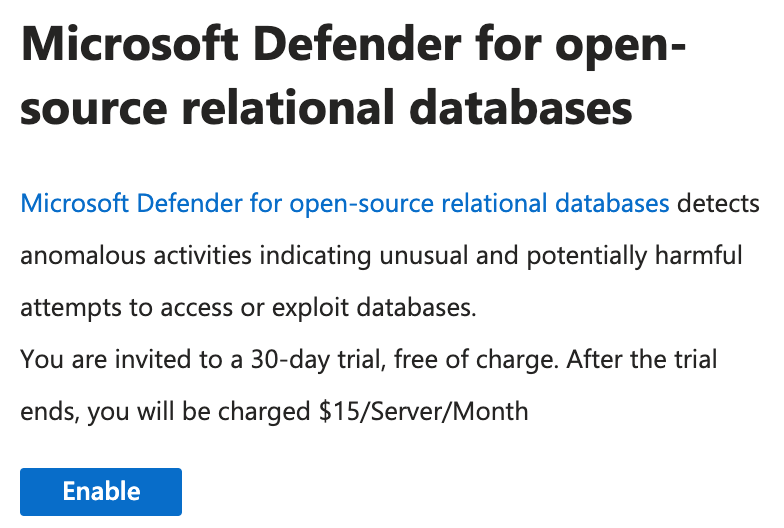 Microsoft Defender for open-
source relational databases
Microsoft Defender for open-source relational databases detects
anomalous activities indicating unusual and potentially harmful
attempts to access or exploit databases.
You are invited to a 30-day trial, free of charge. After the trial
ends, you will be charged $15/Server/Month
Enable